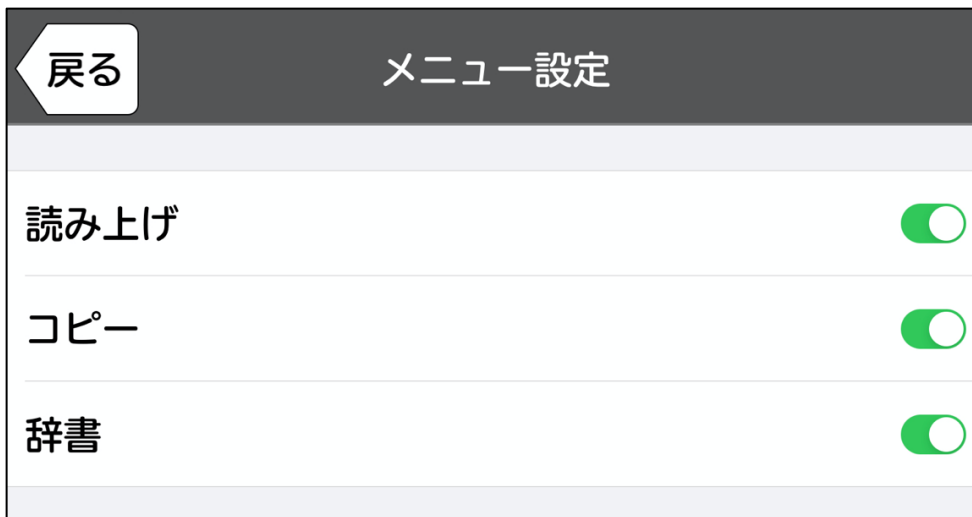 戻る
メニュー設定
読み上げ
コピー
辞書